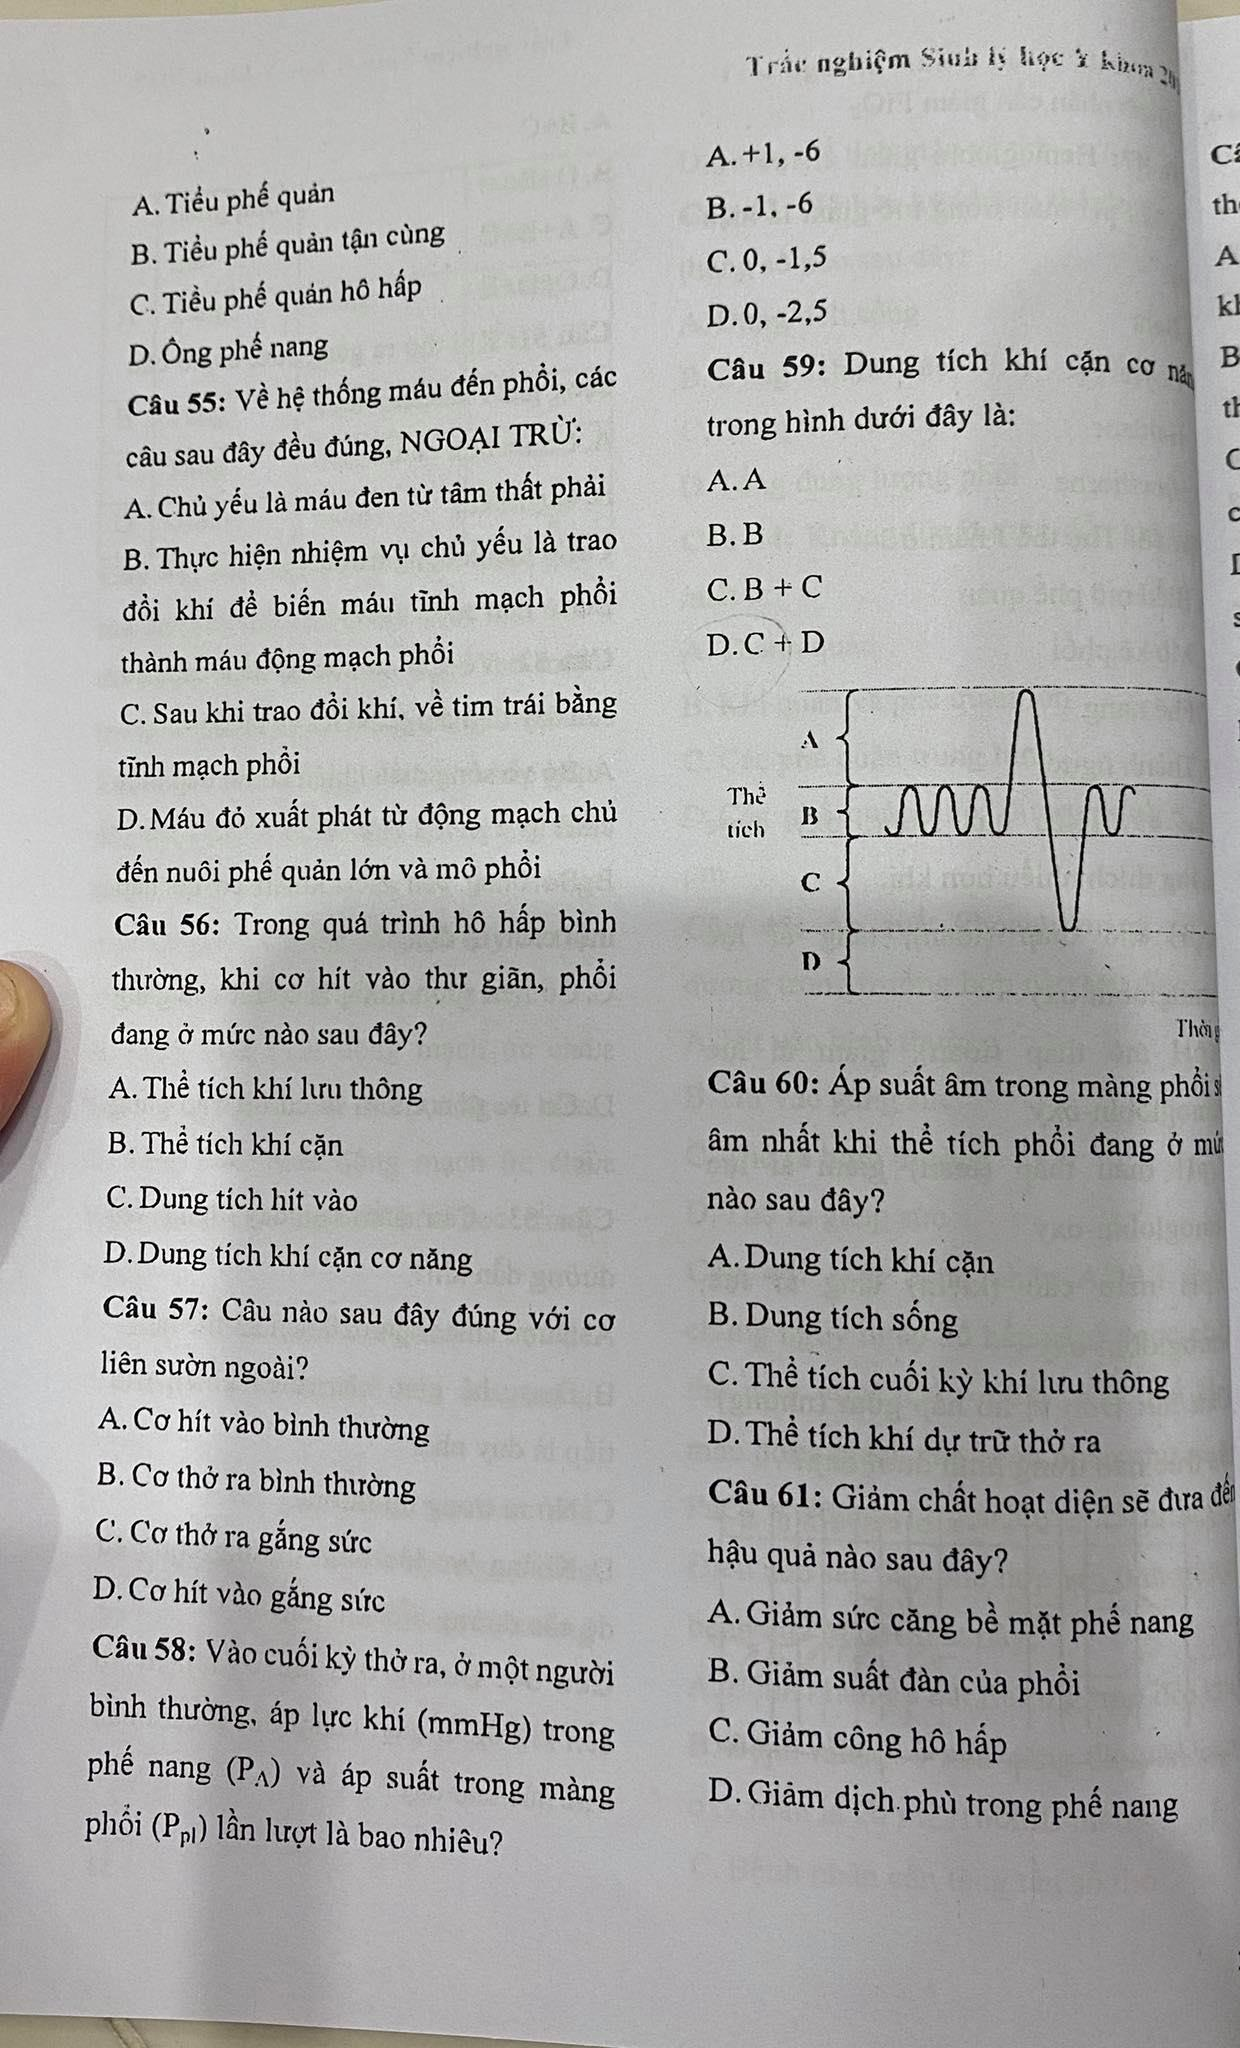 Trắc nghiệm Sinh lý học Y khoa
A. Tiểu phế quản
B. Tiểu phế quản tận cùng
C. Tiểu phế quản hô hấp
D. Ống phế nang
Câu 55: Về hệ thống máu đến phổi, các
câu sau đây đều đúng, NGOẠI TRỪ:
A. Chủ yếu là máu đen từ tâm thất phải
B. Thực hiện nhiệm vụ chủ yếu là trao
đổi khí để biến máu tĩnh mạch phổi
thành máu động mạch phổi
C. Sau khi trao đổi khí, về tim trái bằng
tĩnh mạch phổi
D. Máu đỏ xuất phát từ động mạch chủ
đến nuôi phế quản lớn và mô phổi
Câu 56: Trong quá trình hô hấp bình
thường, khi cơ hít vào thư giãn, phổi
đang ở mức nào sau đây?
A. Thể tích khí lưu thông
B. Thể tích khí cặn
C. Dung tích hít vào
D. Dung tích khí cặn cơ năng
Câu 57: Câu nào sau đây đúng với cơ
liên sườn ngoài?
A. Cơ hít vào bình thường
B. Cơ thở ra bình thường
C. Cơ thở ra gắng sức
D. Cơ hít vào gắng sức
Câu 58: Vào cuối kỳ thở ra, ở một người
bình thường, áp lực khí (mmHg) trong
phế nang (PA) và áp suất trong màng
phổi (Ppl) lần lượt là bao nhiêu?
A. +1, -6
B. -1, -6
C. 0, -1,5
D. 0, -2,5
Câu 59: Dung tích khí cặn cơ
trong hình dưới đây là:
A. A
B. B
C. B + C
D. C + D
A
Thể
tích
B
C
D
Câu 60: Áp suất âm trong màng phổi
âm nhất khi thể tích phổi đang ở
nào sau đây?
A. Dung tích khí cặn
B. Dung tích sống
C. Thể tích cuối kỳ khí lưu thông
D. Thể tích khí dự trữ thở ra
Câu 61: Giảm chất hoạt diện sẽ đưa
hậu quả nào sau đây?
A. Giảm sức căng bề mặt phế nang
B. Giảm suất đàn của phổi
C. Giảm công hô hấp
D. Giảm dịch phù trong phế nang